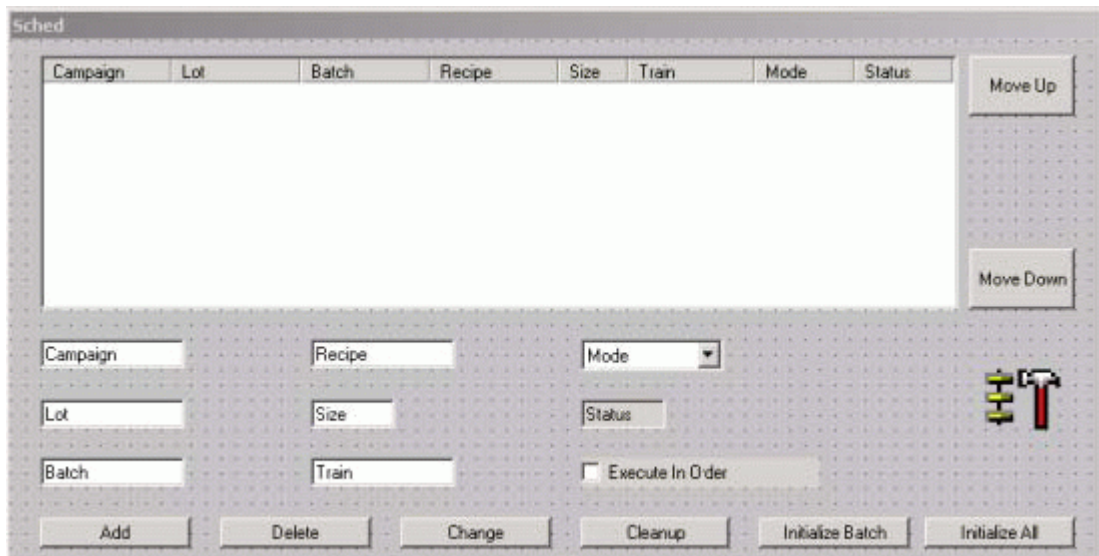 Sched
Campaign Lot Batch Recipe Size Train Mode Status
Move Up
Move Down
Campaign Recipe Mode
Lot Size Status
Batch Train Execute In Order
Add Delete Change Cleanup Initialize Batch Initialize All